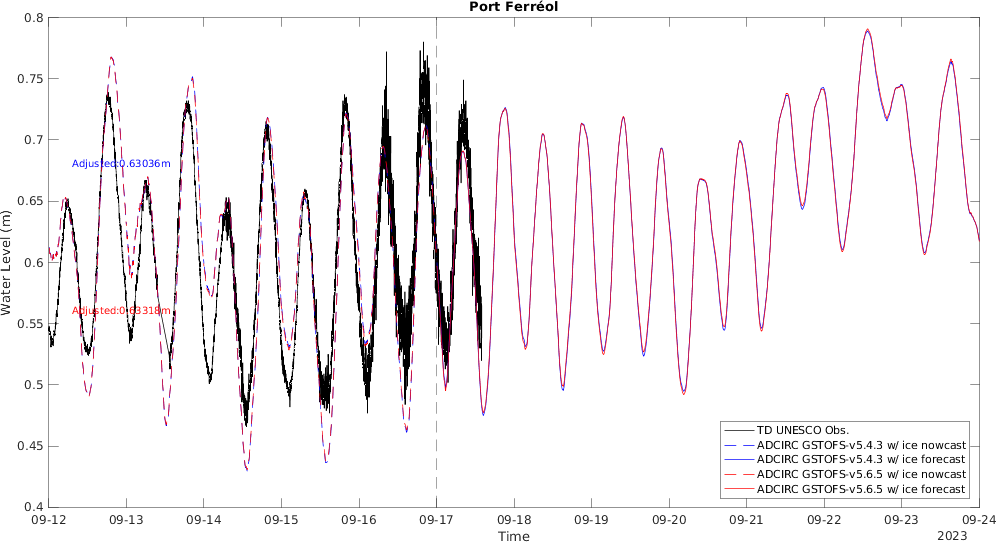 Port Ferréol
0.8
0.75
0.7
Adjusted:0.63036m
0.65
0.6
Water Level (m)
Adjusted:0.63318m
0.55
0.5
0.45
0.4
TD UNESCO Obs.
ADCIRC GSTOFS-v5.4.3 w/ ice nowcast
ADCIRC GSTOFS-v5.4.3 w/ ice forecast
ADCIRC GSTOFS-v5.6.5 w/ ice nowcast
ADCIRC GSTOFS-v5.6.5 w/ ice forecast
09-12 09-13 09-14 09-15 09-16 09-17 09-18 09-19 09-20 09-21 09-22 09-23 09-24
Time
2023